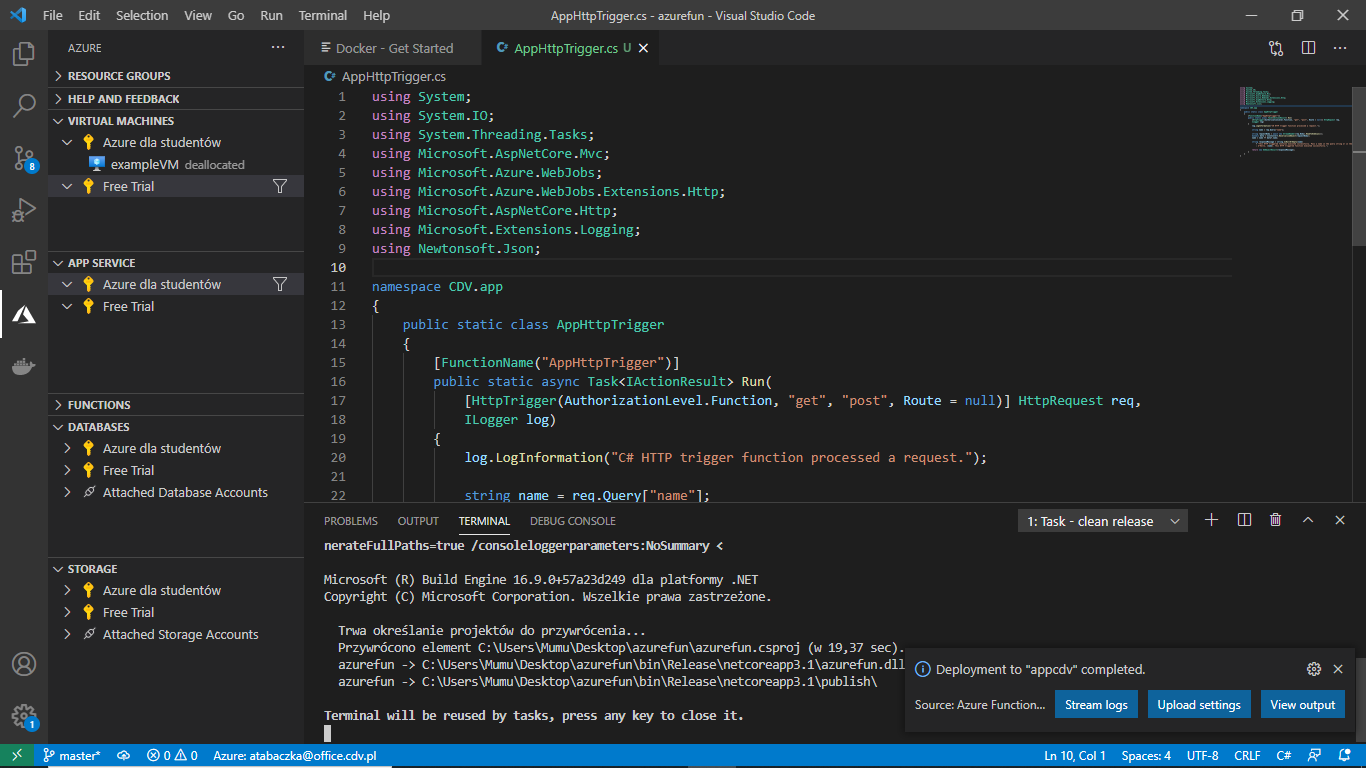 File Edit Selection View Go Run Terminal Help AppHttpTrigger.cs - azurefun - Visual Studio Code
AZURE
RESOURCE GROUPS
HELP AND FEEDBACK
VIRTUAL MACHINES
Azure dla studentów
exampleVM deallocated
Free Trial
APP SERVICE
Azure dla studentów
Free Trial
FUNCTIONS
DATABASES
Azure dla studentów
Free Trial
Attached Database Accounts
STORAGE
Azure dla studentów
Free Trial
Attached Storage Accounts
8
1
Docker - Get Started AppHttpTrigger.cs U
AppHttpTrigger.cs
1 using System;
2 using System.IO;
3 using System.Threading.Tasks;
4 using Microsoft.AspNetCore.Mvc;
5 using Microsoft.Azure.WebJobs;
6 using Microsoft.Azure.WebJobs.Extensions.Http;
7 using Microsoft.AspNetCore.Http;
8 using Microsoft.Extensions.Logging;
9 using Newtonsoft.Json;
10
11 namespace CDV.app
12 {
13 public static class AppHttpTrigger
14 {
15 [FunctionName("AppHttpTrigger")]
16 public static async Task<IActionResult> Run(
17 [HttpTrigger(AuthorizationLevel.Function, "get", "post", Route = null)] HttpRequest req,
18 ILogger log)
19 {
20 log.LogInformation("C# HTTP trigger function processed a request.");
21
22 string name = req.Query["name"];
PROBLEMS OUTPUT TERMINAL DEBUG CONSOLE 1: Task - clean release
nerateFullPaths=true /consoleloggerparameters:NoSummary <
Microsoft (R) Build Engine 16.9.0+57a23d249 dla platformy .NET
Copyright (C) Microsoft Corporation. Wszelkie prawa zastrzeżone.
Trwa określanie projektów do przywrócenia...
Przywrócono element C:\Users\Mumu\Desktop\azurefun\azurefun.csproj (w 19,37 sec).
azurefun -> C:\Users\Mumu\Desktop\azurefun\bin\Release\netcoreapp3.1\azurefun.dll
azurefun -> C:\Users\Mumu\Desktop\azurefun\bin\Release\netcoreapp3.1\publish\
Terminal will be reused by tasks, press any key to close it.
Deployment to "appcdv" completed.
Source: Azure Function... Stream logs Upload settings View output
master* 0 0 Azure: atabaczka@office.cdv.pl Ln 10, Col 1 Spaces: 4 UTF-8 CRLF C#